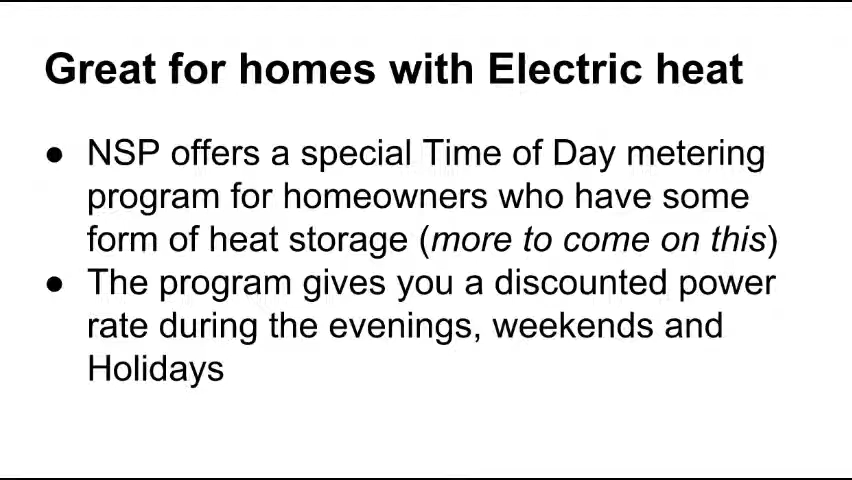 Great for homes with Electric heat
● NSP offers a special Time of Day metering
program for homeowners who have some
form of heat storage (more to come on this)
● The program gives you a discounted power
rate during the evenings, weekends and
Holidays